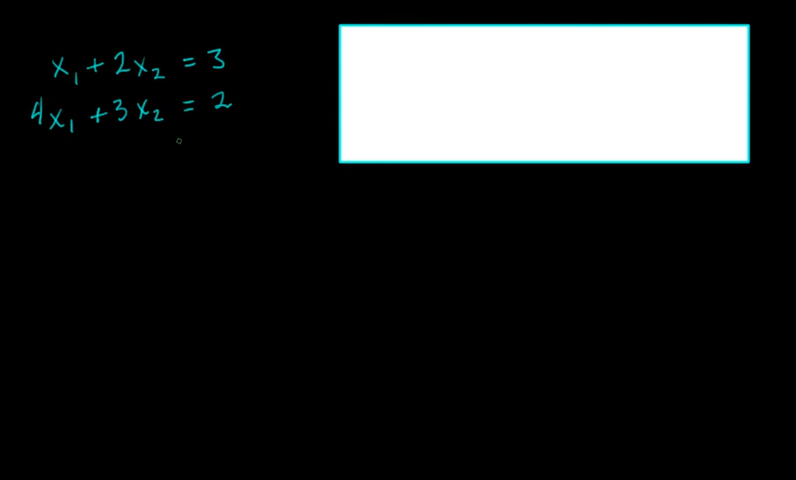 x₁ + 2x₂ = 3
4x₁ + 3x₂ = 2